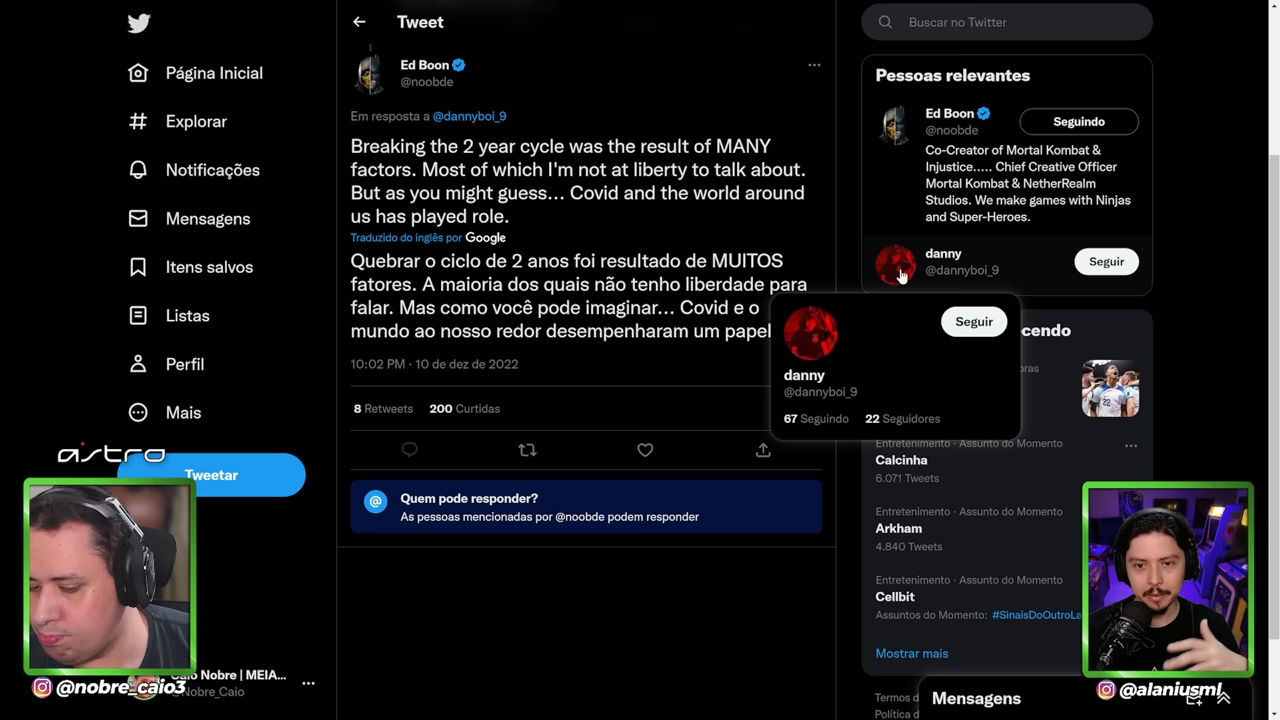 Página Inicial
Explorar
Notificações
Mensagens
Itens salvos
Listas
Perfil
Mais
astro
Tweetar
@nobre_caio3
Caio Nobre | MEIA...
@Nobre_Caio
Tweet
Ed Boon
@noobde
Em resposta a @dannyboi_9
Breaking the 2 year cycle was the result of MANY
factors. Most of which I'm not at liberty to talk about.
But as you might guess... Covid and the world around
us has played role.
Traduzido do inglês por Google
Quebrar o ciclo de 2 anos foi resultado de MUITOS
fatores. A maioria dos quais não tenho liberdade para
falar. Mas como você pode imaginar... Covid e o
mundo ao nosso redor desempenharam um papel
10:02 PM · 10 de dez de 2022
8 Retweets 200 Curtidas
Quem pode responder?
As pessoas mencionadas por @noobde podem responder
Buscar no Twitter
Pessoas relevantes
Ed Boon
@noobde
Seguindo
Co-Creator of Mortal Kombat &
Injustice..... Chief Creative Officer
Mortal Kombat & NetherRealm
Studios. We make games with Ninjas
and Super-Heroes.
danny
@dannyboi_9
Seguir
Seguir
danny
@dannyboi_9
67 Seguindo 22 Seguidores
cendo
oras
Entretenimento · Assunto do Momento
Calcinha
6.071 Tweets
Entretenimento · Assunto do Momento
Arkham
4.840 Tweets
Entretenimento · Assunto do Momento
Cellbit
Assuntos do Momento: #SinaisDoOutroLa
Mostrar mais
Termos d
Política d
Mensagens
@alaniusml